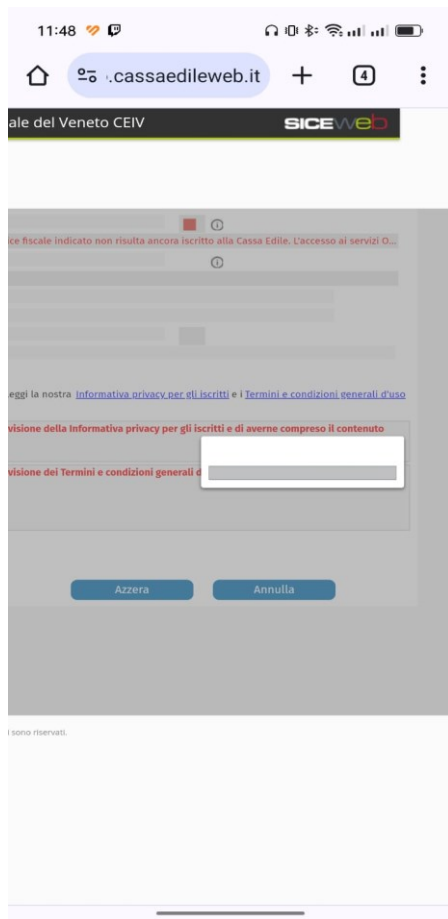 11:48
.cassaedileweb.it
4
ale del Veneto CEIV SICEWeb
ice fiscale indicato non risulta ancora iscritto alla Cassa Edile. L'accesso ai servizi O...
eggi la nostra Informativa privacy per gli iscritti e i Termini e condizioni generali d'uso
visione della Informativa privacy per gli iscritti e di averne compreso il contenuto
visione dei Termini e condizioni generali d
Azzera Annulla
i sono riservati.